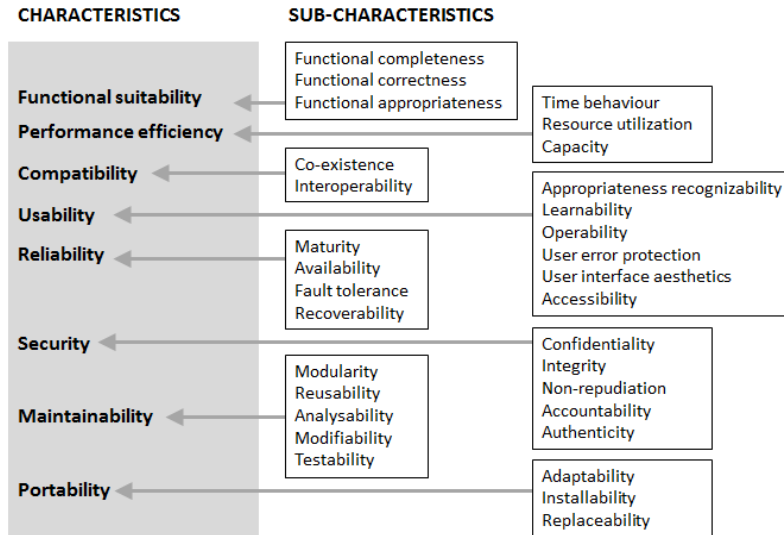 CHARACTERISTICS
SUB-CHARACTERISTICS
Functional suitability
Functional completeness
Functional correctness
Functional appropriateness
Performance efficiency
Time behaviour
Resource utilization
Capacity
Compatibility
Co-existence
Interoperability
Usability
Appropriateness recognizability
Learnability
Operability
User error protection
User interface aesthetics
Accessibility
Reliability
Maturity
Availability
Fault tolerance
Recoverability
Security
Confidentiality
Integrity
Non-repudiation
Accountability
Authenticity
Maintainability
Modularity
Reusability
Analysability
Modifiability
Testability
Portability
Adaptability
Installability
Replaceability